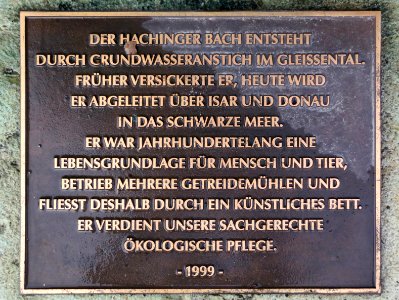 DER HACHINGER BACH ENTSTEHT
DURCH GRUNDWASSERANSTICH IM GLEISSENTAL.
FRÜHER VERSICKERTE ER, HEUTE WIRD
ER ABGELEITET ÜBER ISAR UND DONAU
IN DAS SCHWARZE MEER.
ER WAR JAHRHUNDERTELANG EINE
LEBENSGRUNDLAGE FÜR MENSCH UND TIER,
BETRIEB MEHRERE GETREIDEMÜHLEN UND
FLIESST DESHALB DURCH EIN KÜNSTLICHES BETT.
ER VERDIENT UNSERE SACHGERECHTE
ÖKOLOGISCHE PFLEGE.
- 1999 -